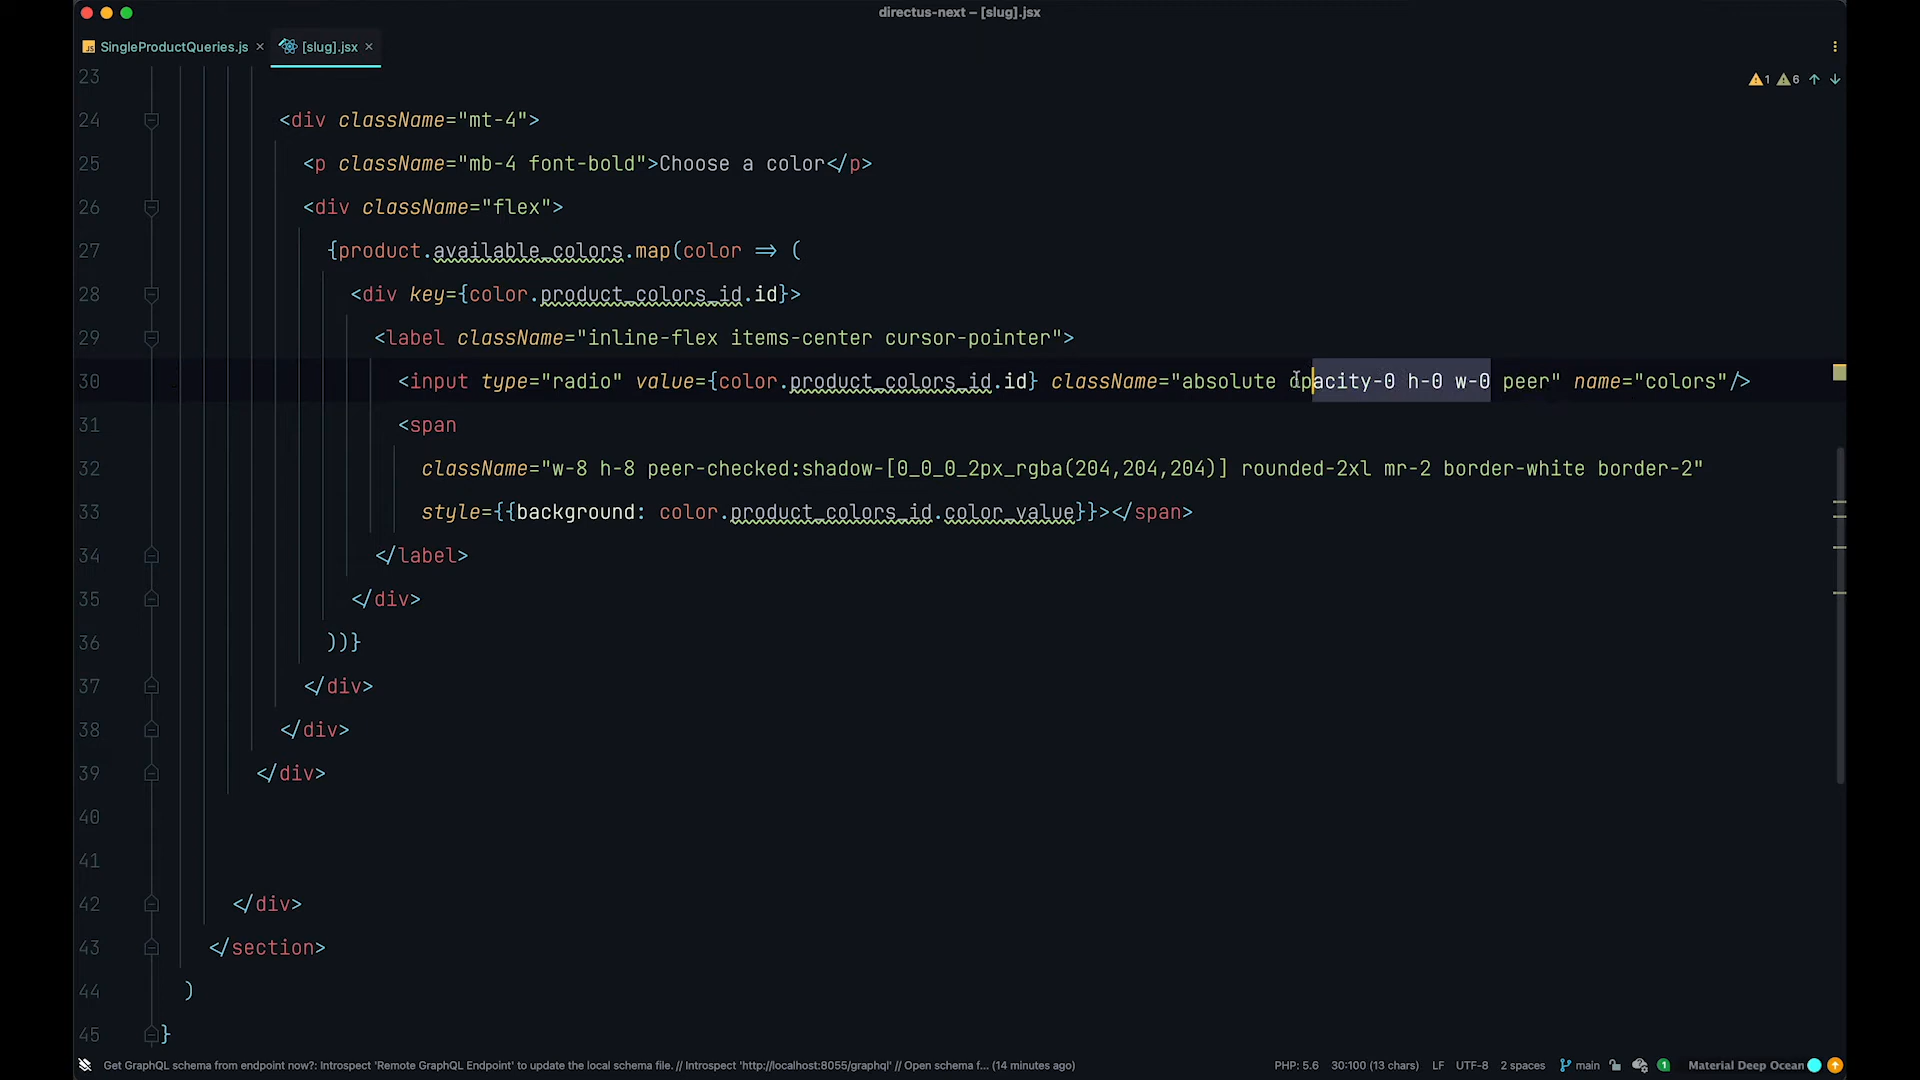 directus-next – [slug].jsx
SingleProductQueries.js × [slug].jsx ×
1 6
23
24 <div className="mt-4">
25 <p className="mb-4 font-bold">Choose a color</p>
26 <div className="flex">
27 {product.available_colors.map(color => (
28 <div key={color.product_colors_id.id}>
29 <label className="inline-flex items-center cursor-pointer">
30 <input type="radio" value={color.product_colors_id.id} className="absolute opacity-0 h-0 w-0 peer" name="colors"/>
31 <span
32 className="w-8 h-8 peer-checked:shadow-[0_0_0_2px_rgba(204,204,204)] rounded-2xl mr-2 border-white border-2"
33 style={{background: color.product_colors_id.color_value}}></span>
34 </label>
35 </div>
36 ))}
37 </div>
38 </div>
39 </div>
40
41
42 </div>
43 </section>
44 )
45 }
Get GraphQL schema from endpoint now?: Introspect 'Remote GraphQL Endpoint' to update the local schema file. // Introspect 'http://localhost:8055/graphql' // Open schema f... (14 minutes ago) PHP: 5.6 30:100 (13 chars) LF UTF-8 2 spaces main 1 Material Deep Ocean